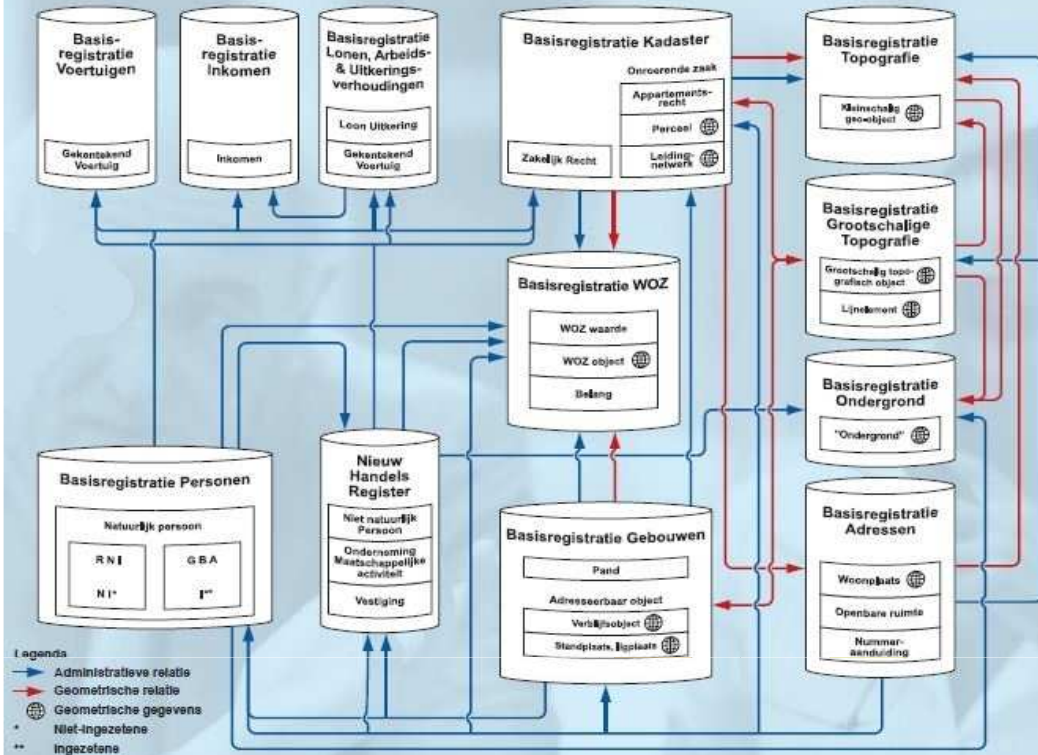 Basis-
registratie
Voertuigen
Gekentekend
Voertuig
Basis-
registratie
Inkomen
Inkomen
Basisregistratie
Lonen, Arbeids-
& Uitkerings-
verhoudingen
Loon Uitkering
Gekentekend
Voertuig
Basisregistratie Kadaster
Onroerende zaak
Appartements-
recht
Perceel
Leiding-
netwerk
Zakelijk Recht
Basisregistratie
Topografie
Kleinschalig
geo-object
Basisregistratie
Grootschalige
Topografie
Grootschalig topo-
grafisch object
Lijnelement
Basisregistratie WOZ
WOZ waarde
WOZ object
Belang
Basisregistratie
Ondergrond
"Ondergrond"
Basisregistratie Personen
Natuurlijk persoon
RNI
NI*
GBA
I**
Nieuw
Handels
Register
Niet natuurlijk
Persoon
Onderneming
Maatschappelijke
activiteit
Vestiging
Basisregistratie Gebouwen
Pand
Adresseerbaar object
Verblijfsobject
Standplaats, ligplaats
Basisregistratie
Adressen
Woonplaats
Openbare ruimte
Nummer-
aanduiding
Legenda
Administratieve relatie
Geometrische relatie
Geometrische gegevens
* Niet-ingezetene
** Ingezetene